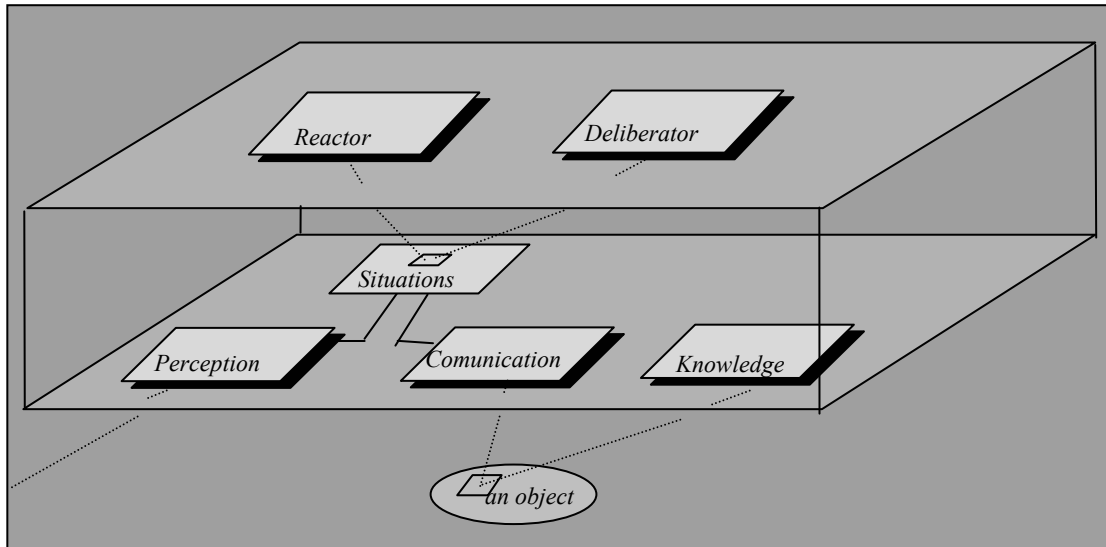 Reactor
Deliberator
Situations
Perception
Comunication
Knowledge
an object